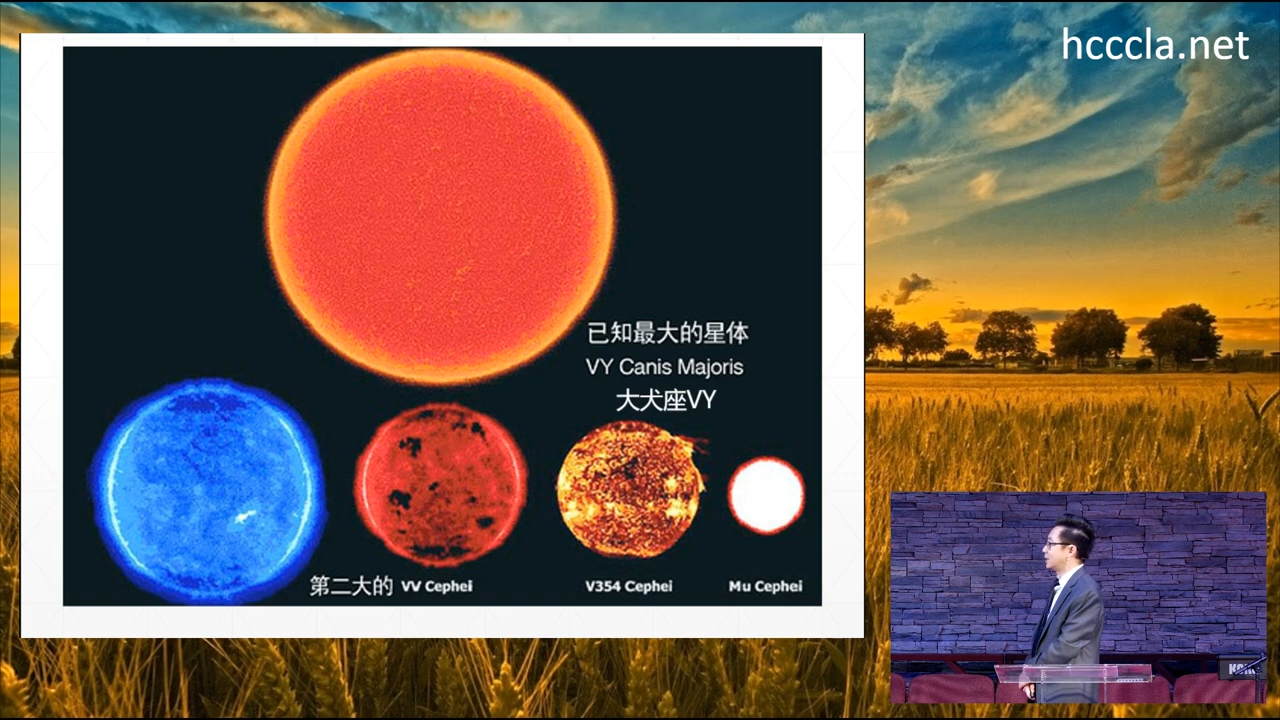 hcccla.net
已知最大的星体
VY Canis Majoris
大犬座VY
第二大的 VV Cephei
V354 Cephei
Mu Cephei